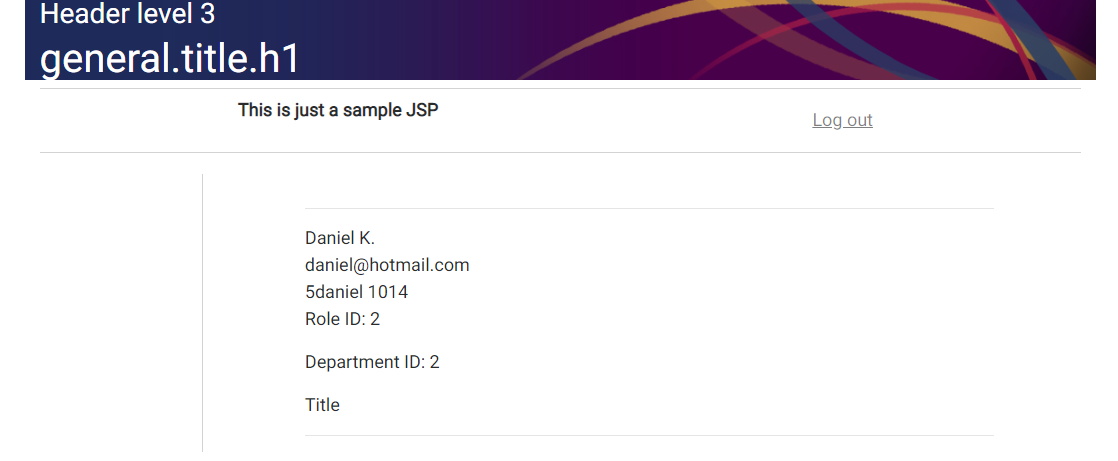 Header level 3
general.title.h1
This is just a sample JSP
Log out
Daniel K.
daniel@hotmail.com
5daniel 1014
Role ID: 2
Department ID: 2
Title